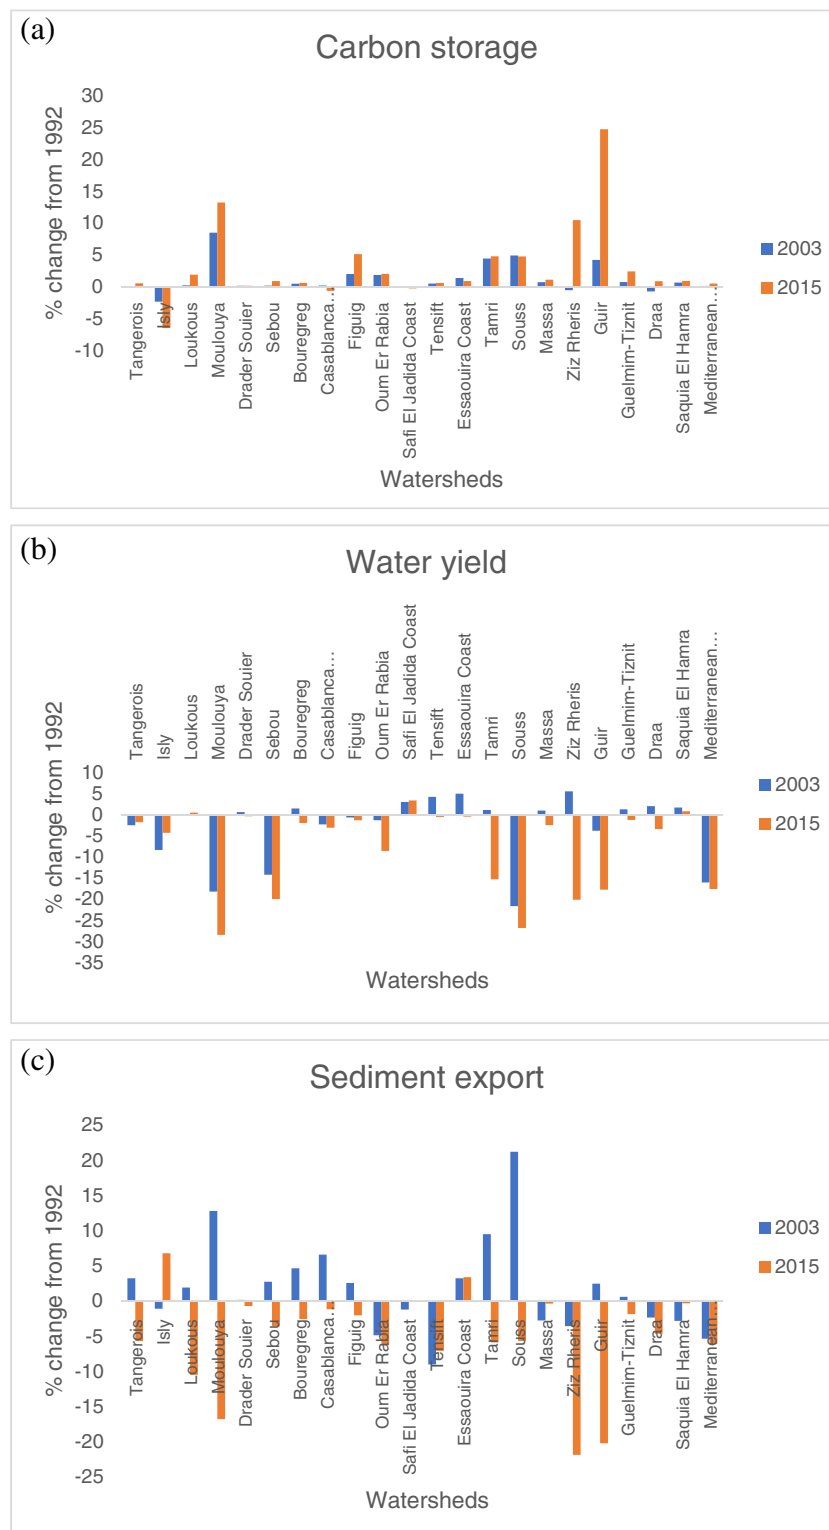 (a)
Carbon storage
% change from 1992
30
25
20
15
10
5
0
-5
-10
Tangerois
Isly
Loukous
Moulouya
Drader Souier
Sebou
Bouregreg
Casablanca...
Figuig
Oum Er Rabia
Safi El Jadida Coast
Tensift
Essaouira Coast
Tamri
Souss
Massa
Ziz Rheris
Guir
Guelmim-Tiznit
Draa
Saquia El Hamra
Mediterranean...
Watersheds
2003
2015
(b)
Water yield
% change from 1992
Tangerois
Isly
Loukous
Moulouya
Drader Souier
Sebou
Bouregreg
Casablanca...
Figuig
Oum Er Rabia
Safi El Jadida Coast
Tensift
Essaouira Coast
Tamri
Souss
Massa
Ziz Rheris
Guir
Guelmim-Tiznit
Draa
Saquia El Hamra
Mediterranean...
10
5
0
-5
-10
-15
-20
-25
-30
-35
Watersheds
2003
2015
(c)
Sediment export
% change from 1992
25
20
15
10
5
0
-5
-10
-15
-20
-25
Tangerois
Isly
Loukous
Moulouya
Drader Souier
Sebou
Bouregreg
Casablanca...
Figuig
Oum Er Rabia
Safi El Jadida Coast
Tensift
Essaouira Coast
Tamri
Souss
Massa
Ziz Rheris
Guir
Guelmim-Tiznit
Draa
Saquia El Hamra
Mediterranean...
Watersheds
2003
2015